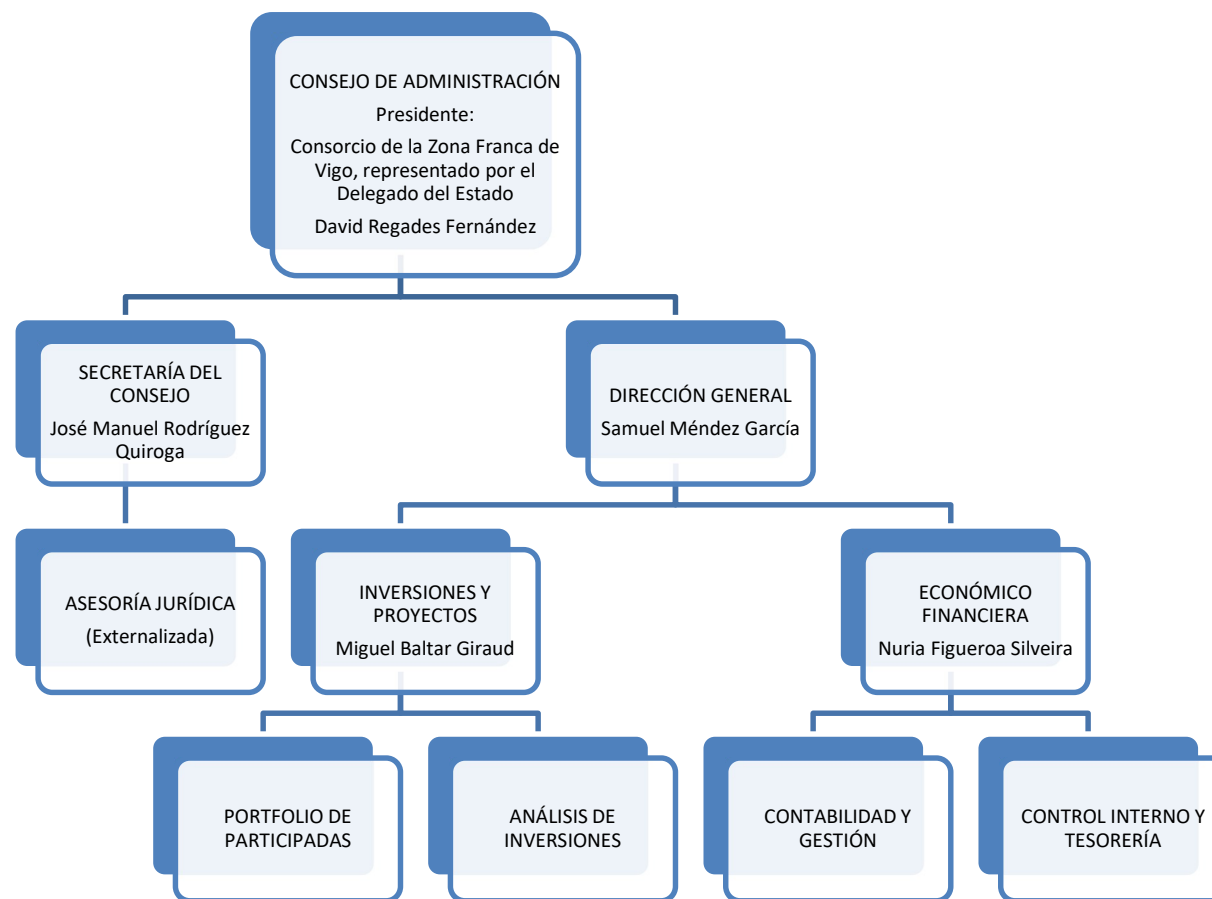 CONSEJO DE ADMINISTRACIÓN
Presidente:
Consorcio de la Zona Franca de
Vigo, representado por el
Delegado del Estado
David Regades Fernández
SECRETARÍA DEL
CONSEJO
José Manuel Rodríguez
Quiroga
DIRECCIÓN GENERAL
Samuel Méndez García
ASESORÍA JURÍDICA
(Externalizada)
INVERSIONES Y
PROYECTOS
Miguel Baltar Giraud
ECONÓMICO
FINANCIERA
Nuria Figueroa Silveira
PORTFOLIO DE
PARTICIPADAS
ANÁLISIS DE
INVERSIONES
CONTABILIDAD Y
GESTIÓN
CONTROL INTERNO Y
TESORERÍA